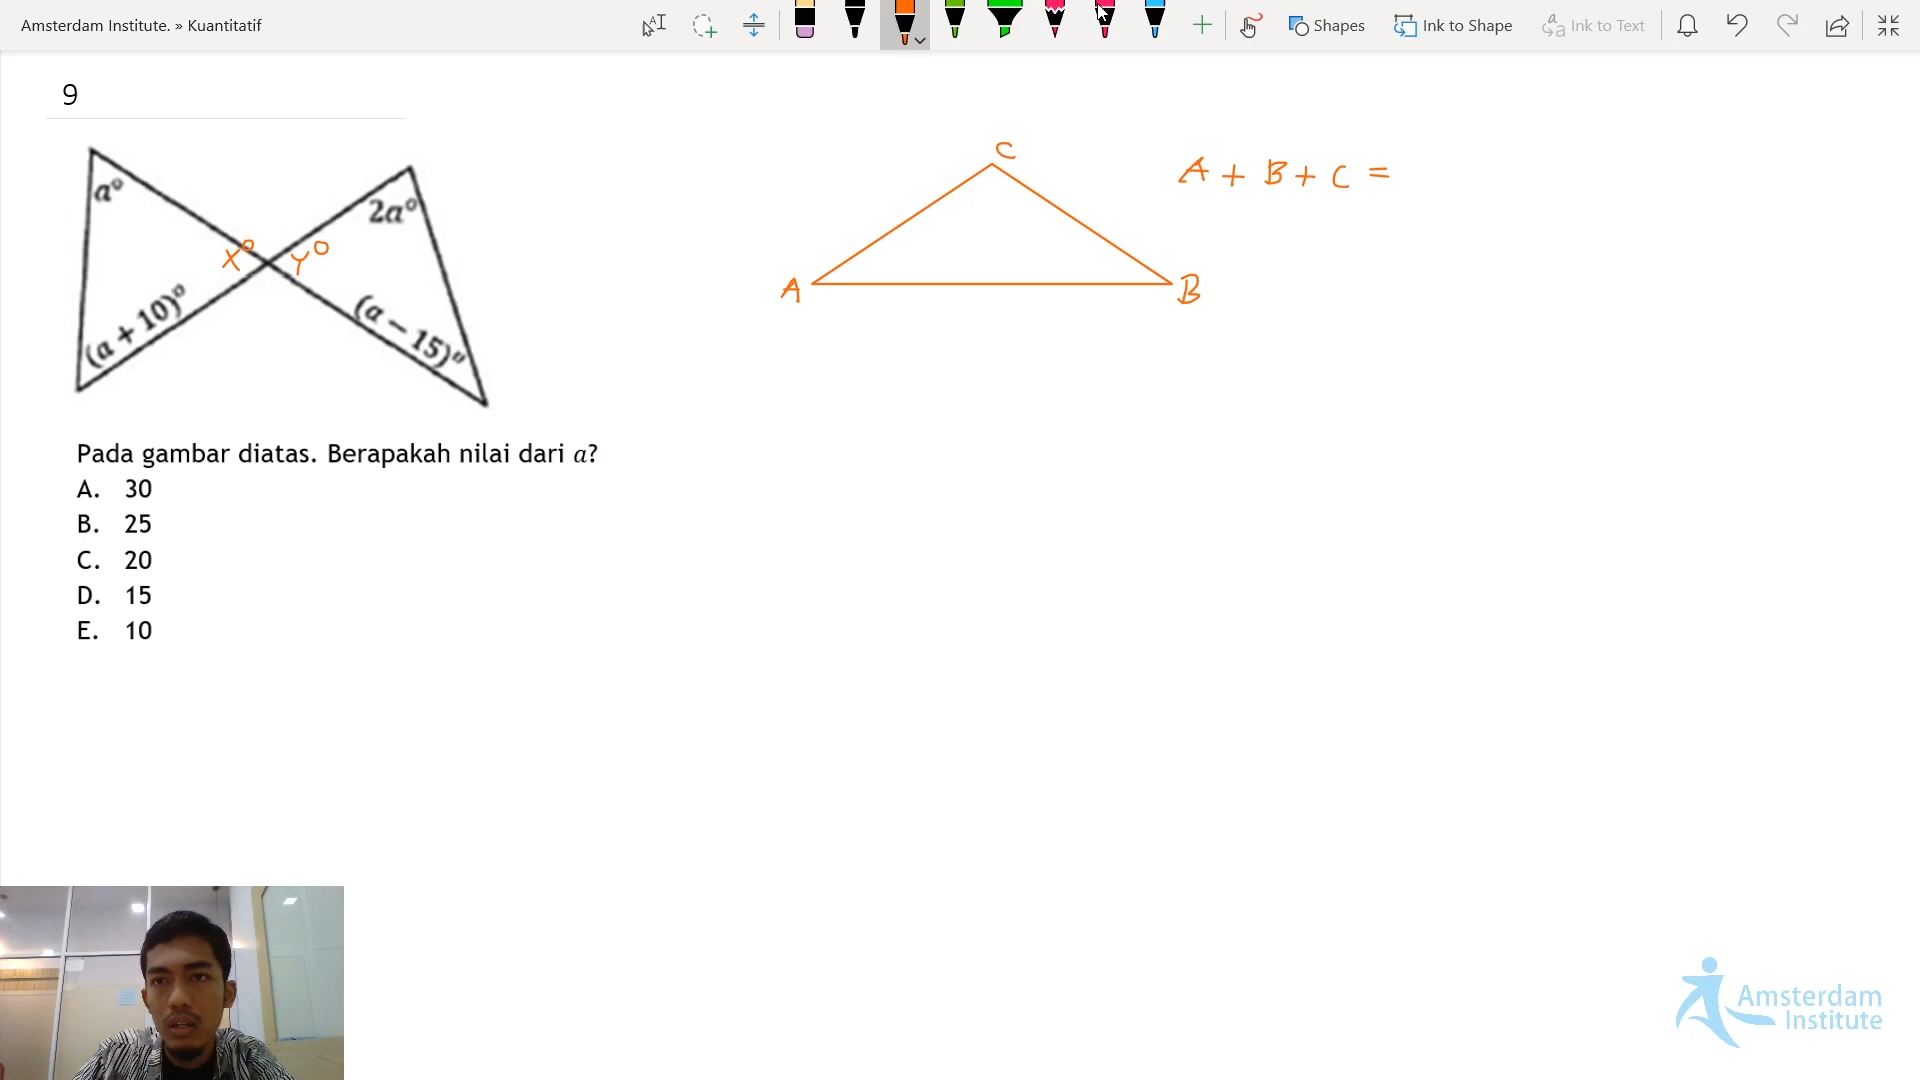 Amsterdam Institute. » Kuantitatif
Shapes
Ink to Shape
Ink to Text
9
a°
2a°
X°
Y°
(a + 10)°
(a − 15)°
C
A
B
A + B + C =
Pada gambar diatas. Berapakah nilai dari a?
A. 30
B. 25
C. 20
D. 15
E. 10
Amsterdam
Institute